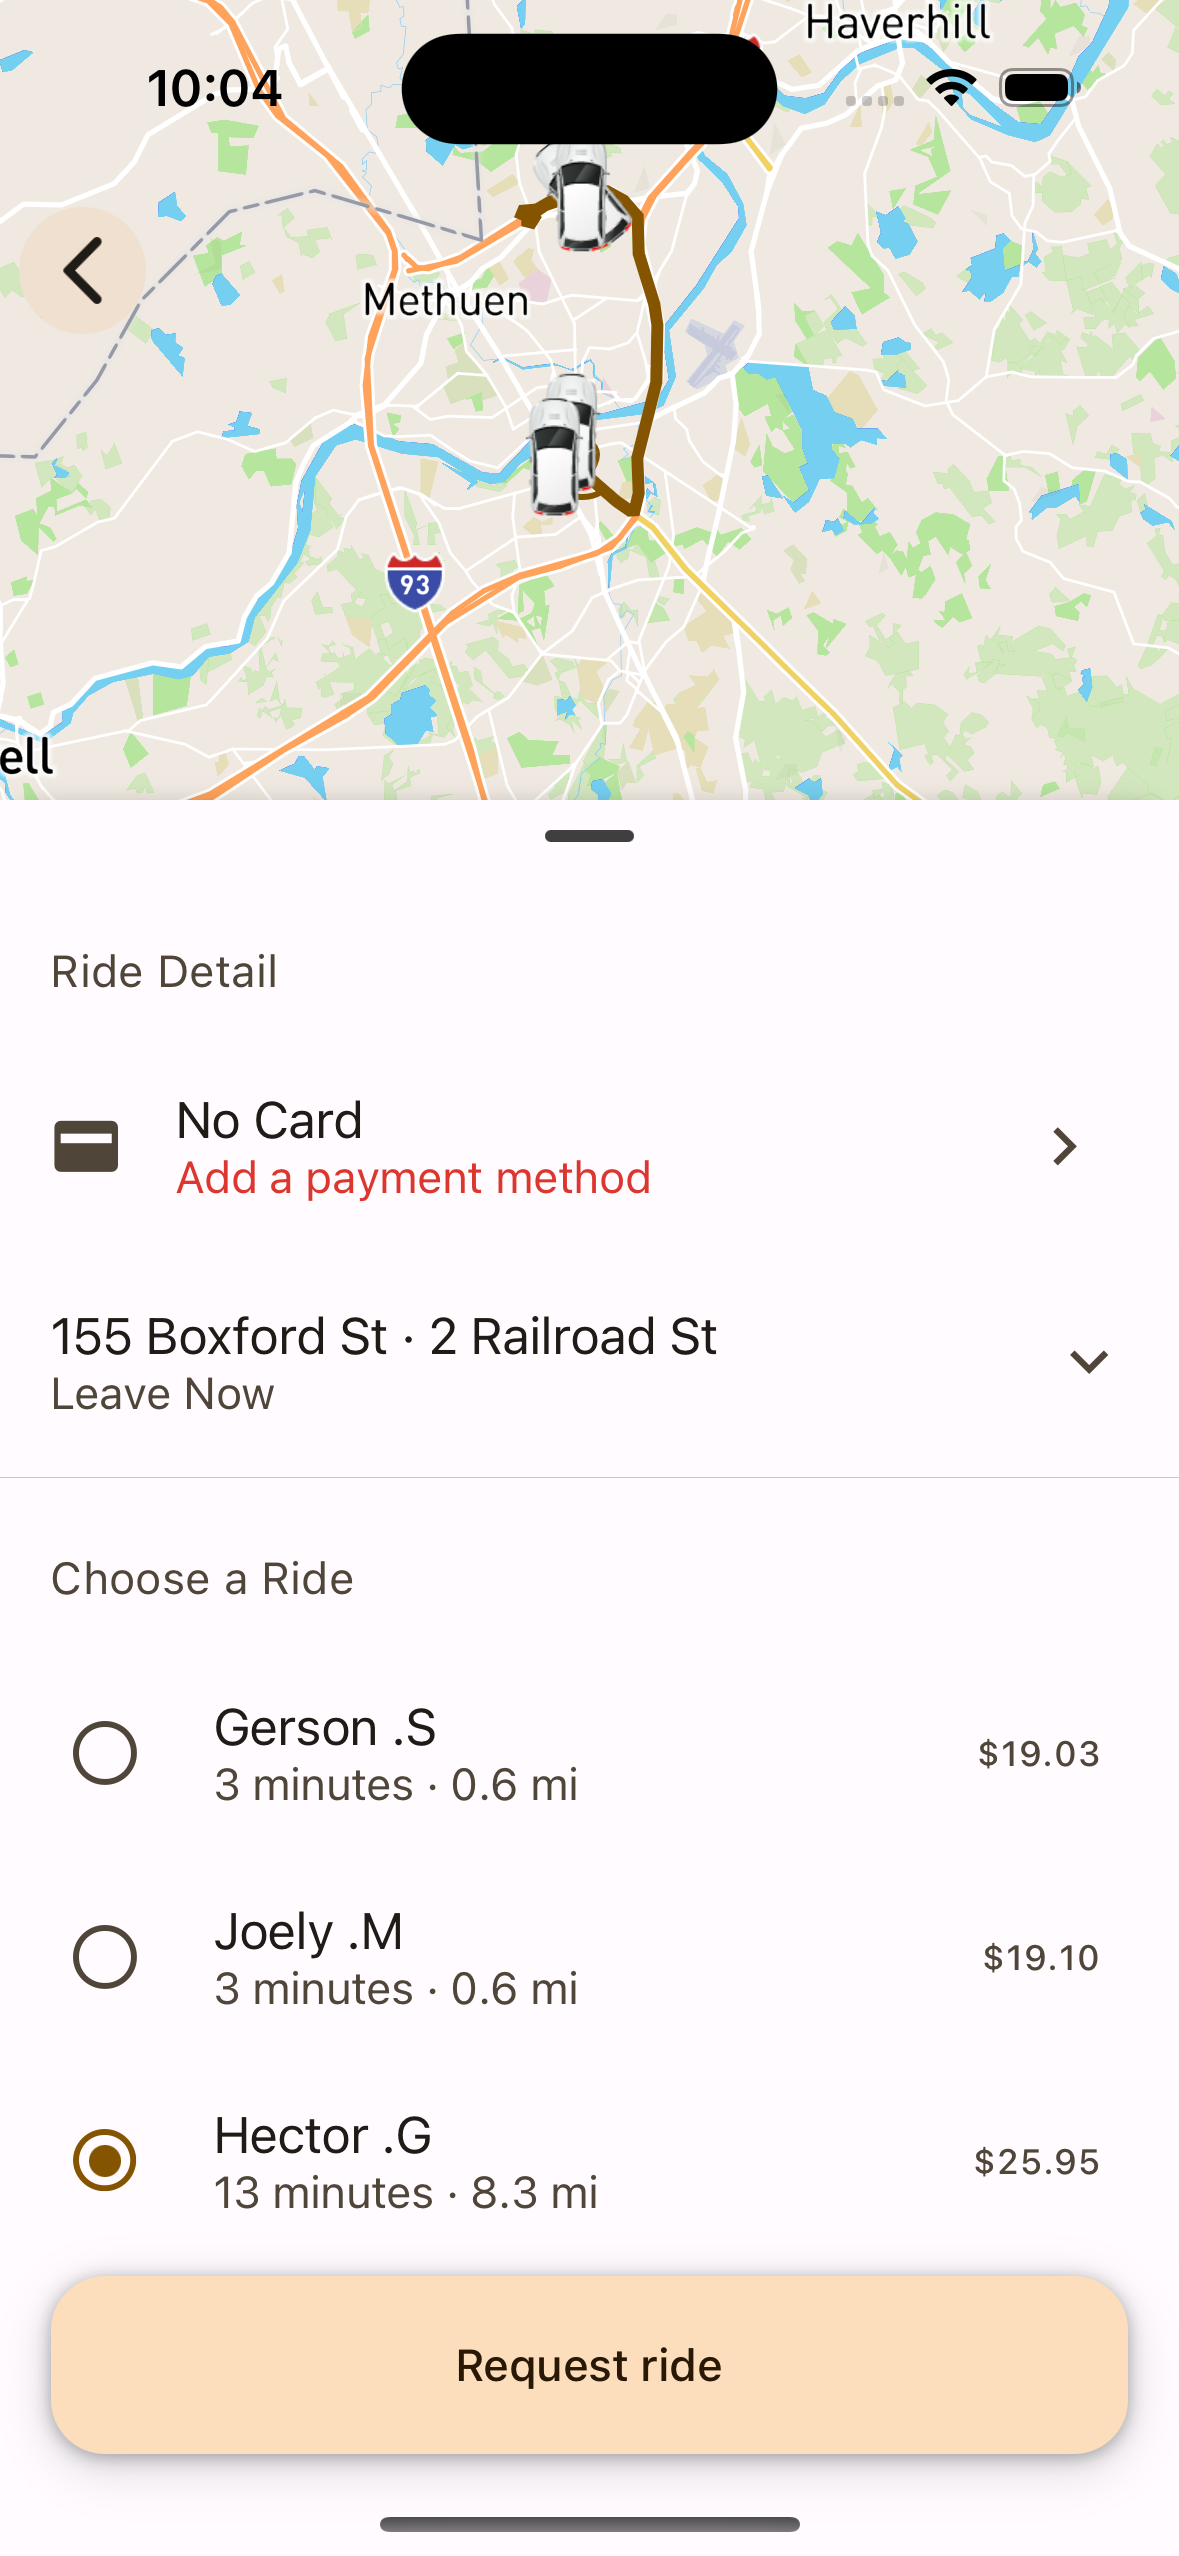 Haverhill
10:04
Methuen
93
ell
Ride Detail
No Card
Add a payment method
155 Boxford St · 2 Railroad St
Leave Now
Choose a Ride
Gerson .S
3 minutes · 0.6 mi
$19.03
Joely .M
3 minutes · 0.6 mi
$19.10
Hector .G
13 minutes · 8.3 mi
$25.95
Request ride